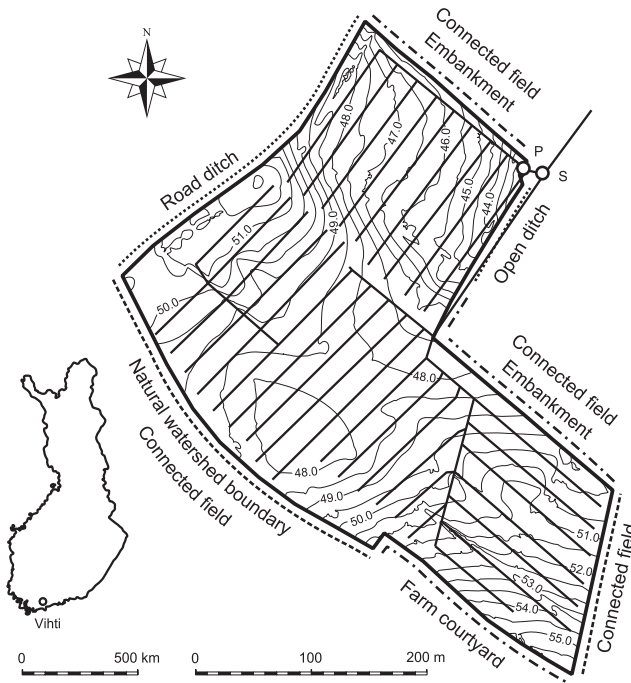 N
Connected field
Embankment
P
S
Road ditch
Open ditch
48.0
47.0
46.0
45.0
44.0
49.0
51.0
50.0
48.0
Connected field
Embankment
Natural watershed boundary
Connected field
48.0
49.0
50.0
51.0
52.0
53.0
54.0
55.0
Connected field
Farm courtyard
Vihti
0 500 km
0 100 200 m